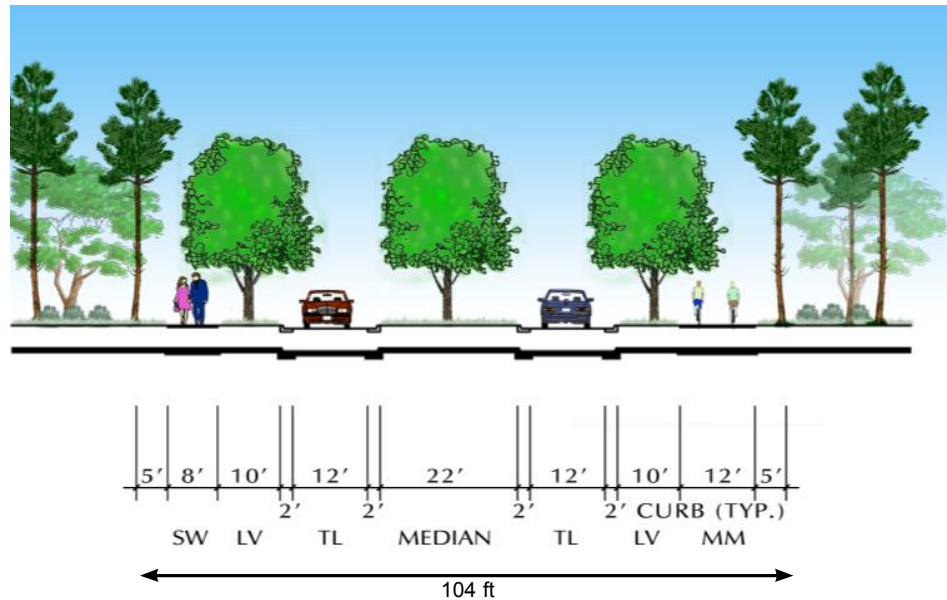 5' 8' 10' 12' 22' 12' 10' 12' 5'
2' 2' 2' 2' CURB (TYP.)
SW LV TL MEDIAN TL LV MM
104 ft